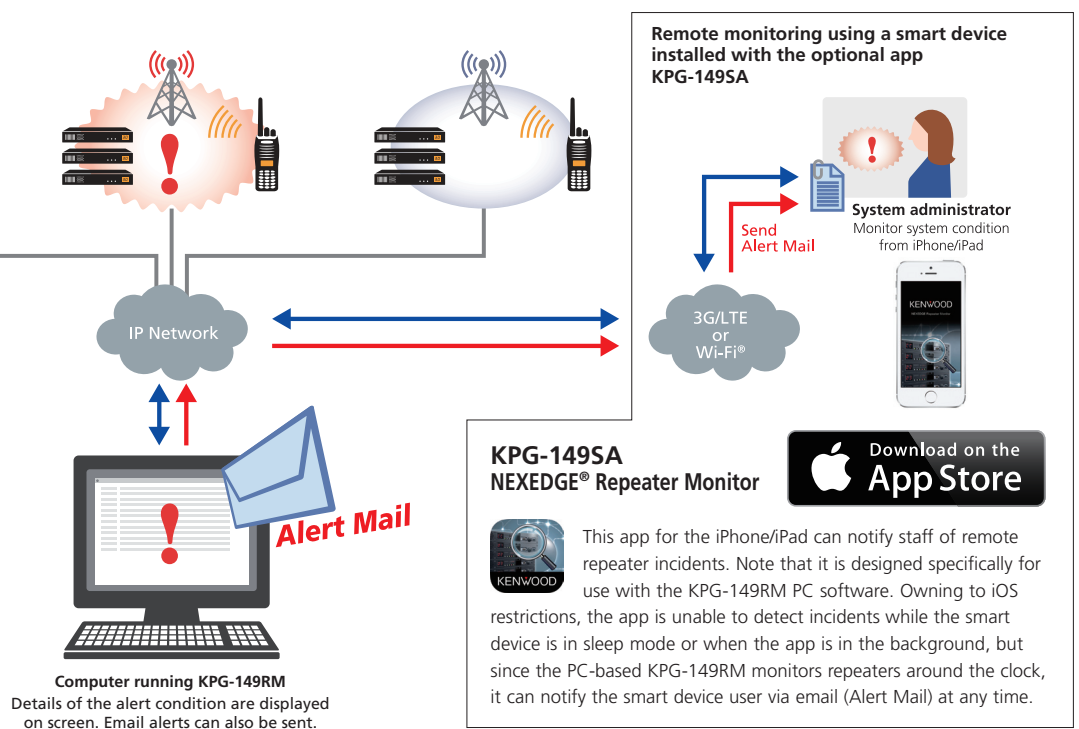 Remote monitoring using a smart device
installed with the optional app
KPG-149SA
System administrator
Monitor system condition
from iPhone/iPad
Send
Alert Mail
IP Network
3G/LTE
or
Wi-Fi®
KENWOOD
NEXEDGE Repeater Monitor
Alert Mail
Computer running KPG-149RM
Details of the alert condition are displayed
on screen. Email alerts can also be sent.
KPG-149SA
NEXEDGE® Repeater Monitor
Download on the
App Store
KENWOOD
This app for the iPhone/iPad can notify staff of remote
repeater incidents. Note that it is designed specifically for
use with the KPG-149RM PC software. Owning to iOS
restrictions, the app is unable to detect incidents while the smart
device is in sleep mode or when the app is in the background, but
since the PC-based KPG-149RM monitors repeaters around the clock,
it can notify the smart device user via email (Alert Mail) at any time.